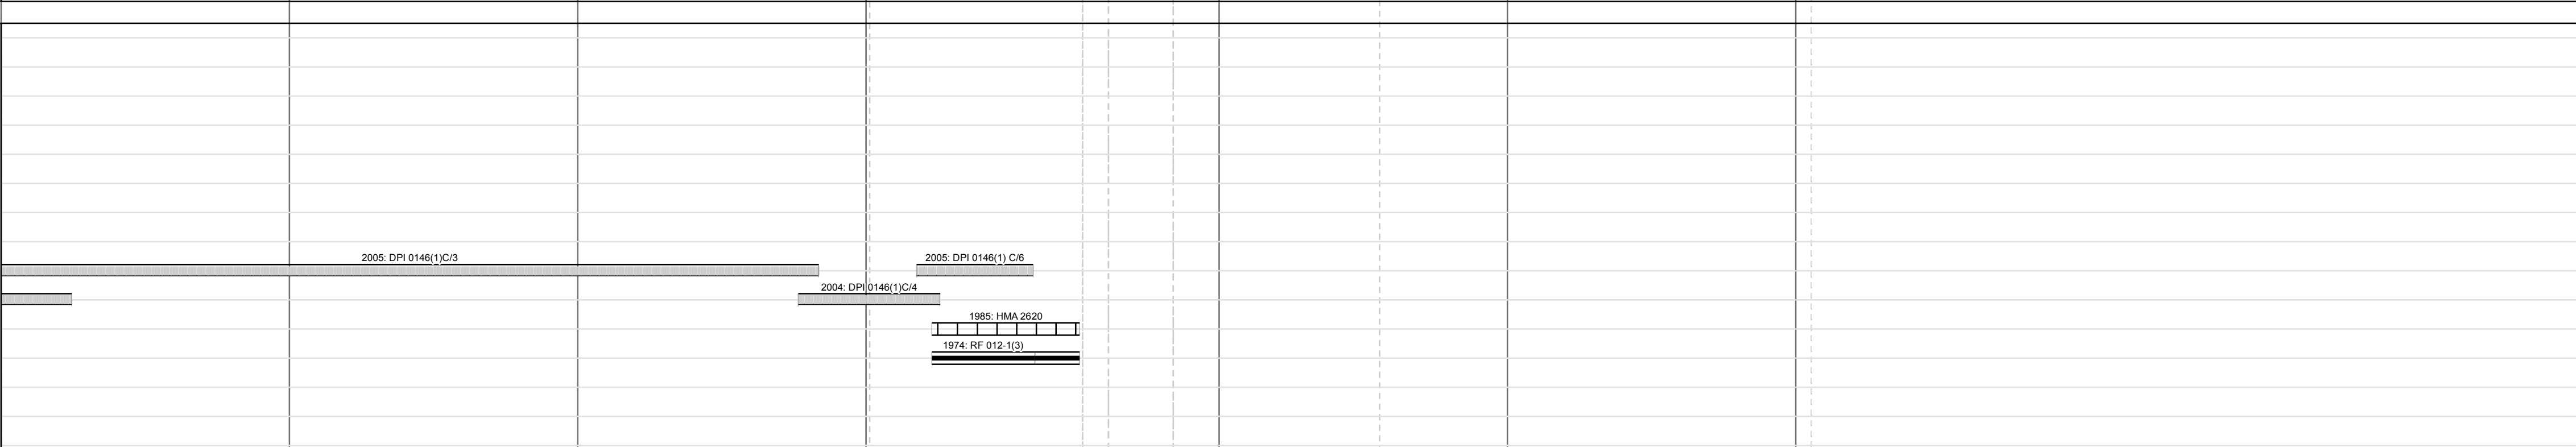 2005: DPI 0146(1)C/3
2005: DPI 0146(1) C/6
2004: DPI 0146(1)C/4
1985: HMA 2620
1974: RF 012-1(3)